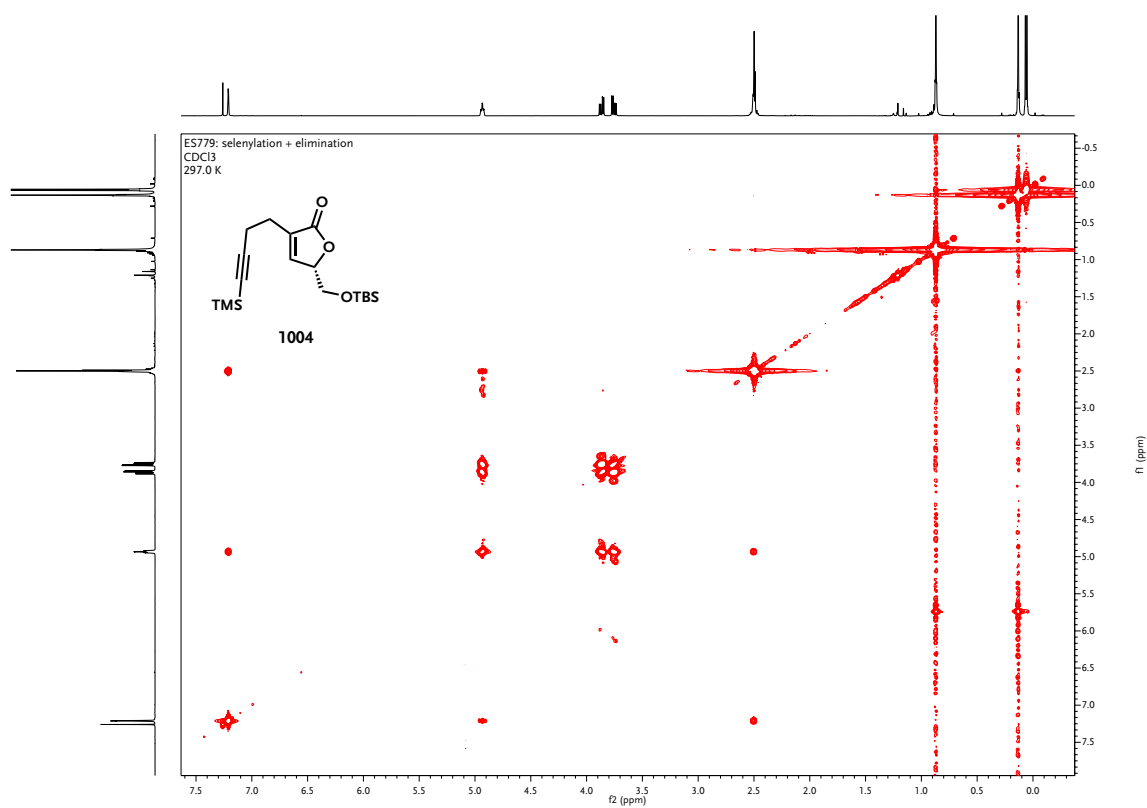 ES779: selenylation + elimination
CDCl3
297.0 K
O
O
TMS
OTBS
1004
-0.5
0.0
0.5
1.0
1.5
2.0
2.5
3.0
3.5
4.0
4.5
5.0
5.5
6.0
6.5
7.0
7.5
f1 (ppm)
7.5 7.0 6.5 6.0 5.5 5.0 4.5 4.0 3.5 3.0 2.5 2.0 1.5 1.0 0.5 0.0
f2 (ppm)